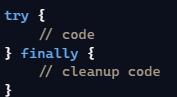 try {
    // code
} finally {
    // cleanup code
}